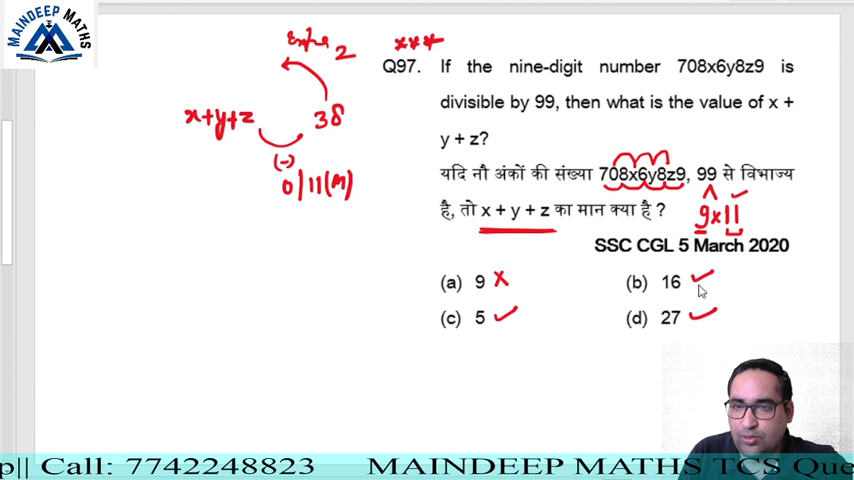 MAINDEEP MATHS
2
***
Q97. If the nine-digit number 708x6y8z9 is
divisible by 99, then what is the value of x +
y + z?
x+y+z 38
(-)
0/11(M)
यदि नौ अंकों की संख्या 708x6y8z9, 99 से विभाज्य
है, तो x + y + z का मान क्या है ?
9x11
SSC CGL 5 March 2020
(a) 9 (b) 16
(c) 5 (d) 27
p|| Call: 7742248823 MAINDEEP MATHS TCS Que